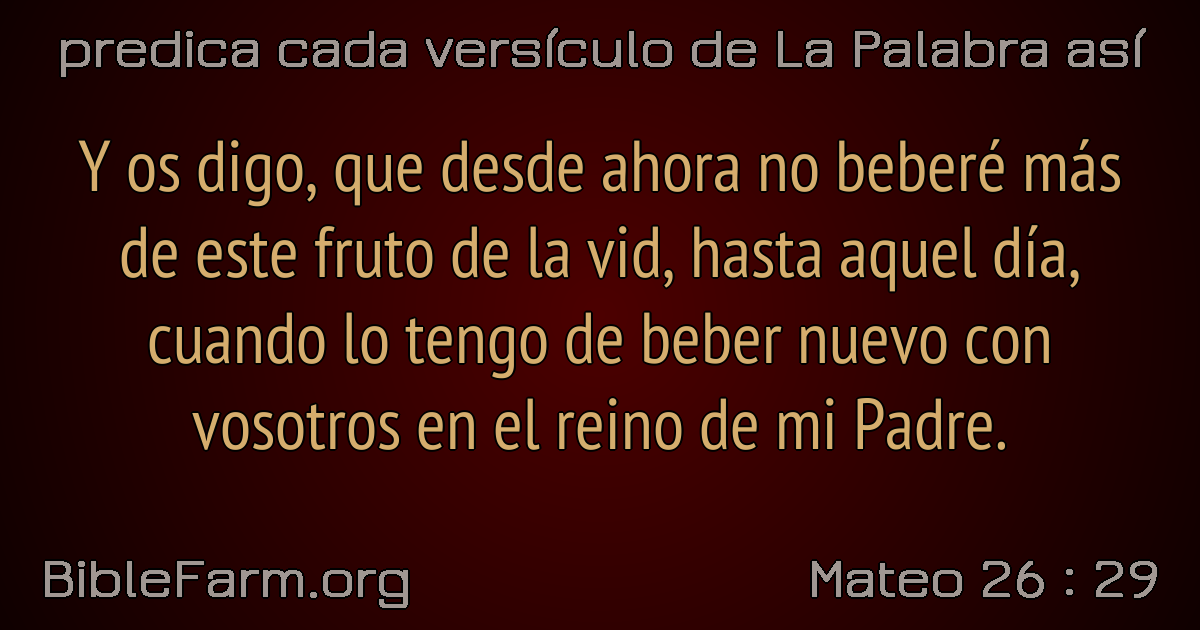 predica cada versículo de La Palabra así
Y os digo, que desde ahora no beberé más
de este fruto de la vid, hasta aquel día,
cuando lo tengo de beber nuevo con
vosotros en el reino de mi Padre.
BibleFarm.org
Mateo 26 : 29